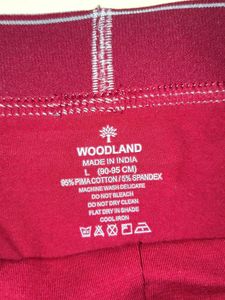 WOODLAND
MADE IN INDIA
L (90-95 CM)
95% PIMA COTTON / 5% SPANDEX
MACHINE WASH DELICATE
DO NOT BLEACH
DO NOT DRY CLEAN
FLAT DRY IN SHADE
COOL IRON